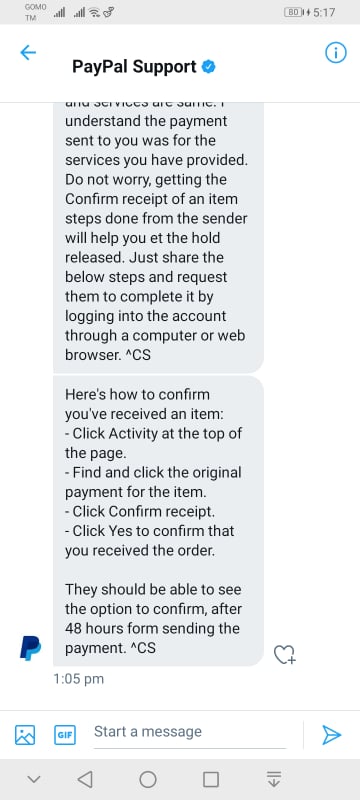 GOMO
TM
80
5:17
PayPal Support
and services are same. I
understand the payment
sent to you was for the
services you have provided.
Do not worry, getting the
Confirm receipt of an item
steps done from the sender
will help you et the hold
released. Just share the
below steps and request
them to complete it by
logging into the account
through a computer or web
browser. ^CS
Here's how to confirm
you've received an item:
- Click Activity at the top of
the page.
- Find and click the original
payment for the item.
- Click Confirm receipt.
- Click Yes to confirm that
you received the order.
They should be able to see
the option to confirm, after
48 hours form sending the
payment. ^CS
1:05 pm
GIF
Start a message